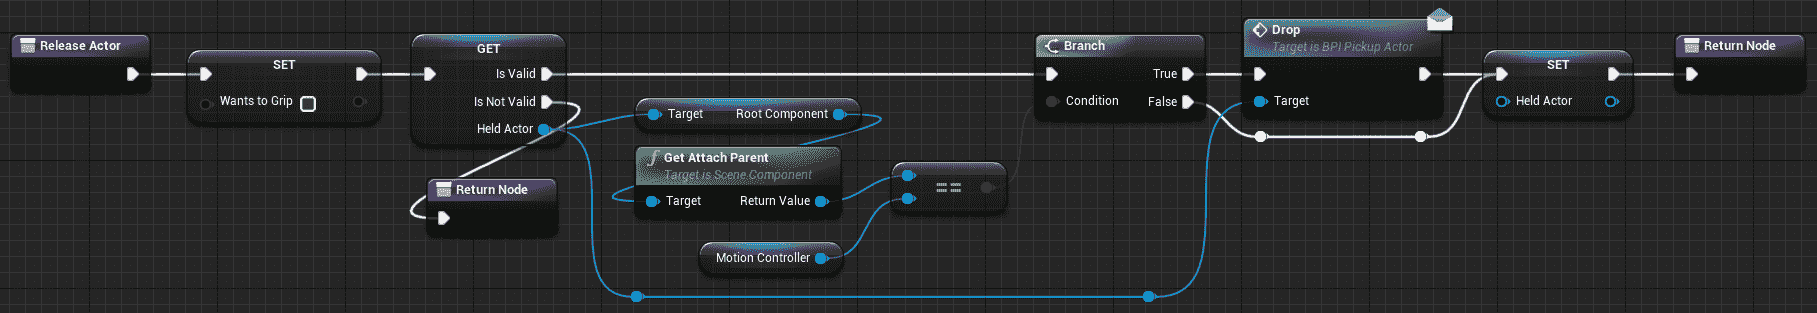 Release Actor
SET
Wants to Grip
GET
Is Valid
Is Not Valid
Held Actor
Return Node
Target Root Component
f Get Attach Parent
Target is Scene Component
Target Return Value
Motion Controller
==
Branch
True
Condition False
Drop
Target is BPI Pickup Actor
Target
SET
Held Actor
Return Node